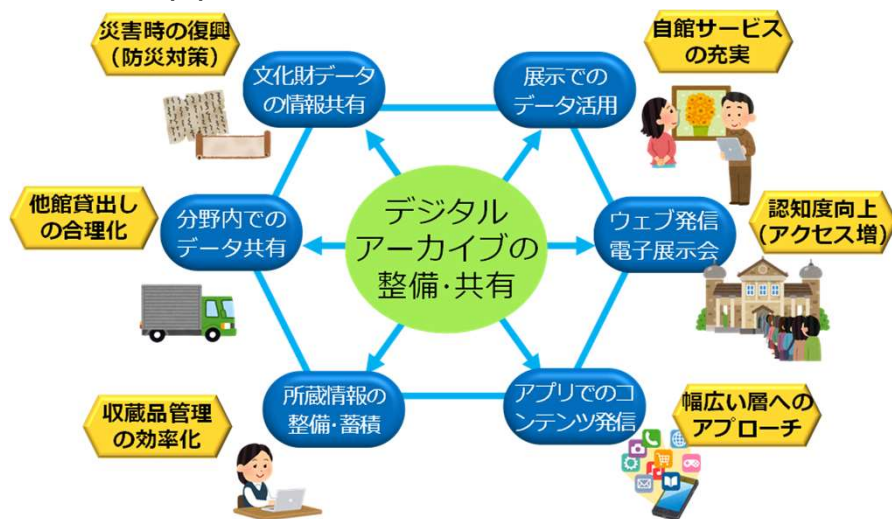 災害時の復興
(防災対策)
文化財データ
の情報共有
展示での
データ活用
自館サービス
の充実
他館貸出し
の合理化
分野内での
データ共有
デジタル
アーカイブの
整備・共有
ウェブ発信
電子展示会
認知度向上
(アクセス増)
収蔵品管理
の効率化
所蔵情報の
整備・蓄積
アプリでのコ
ンテンツ発信
幅広い層への
アプローチ